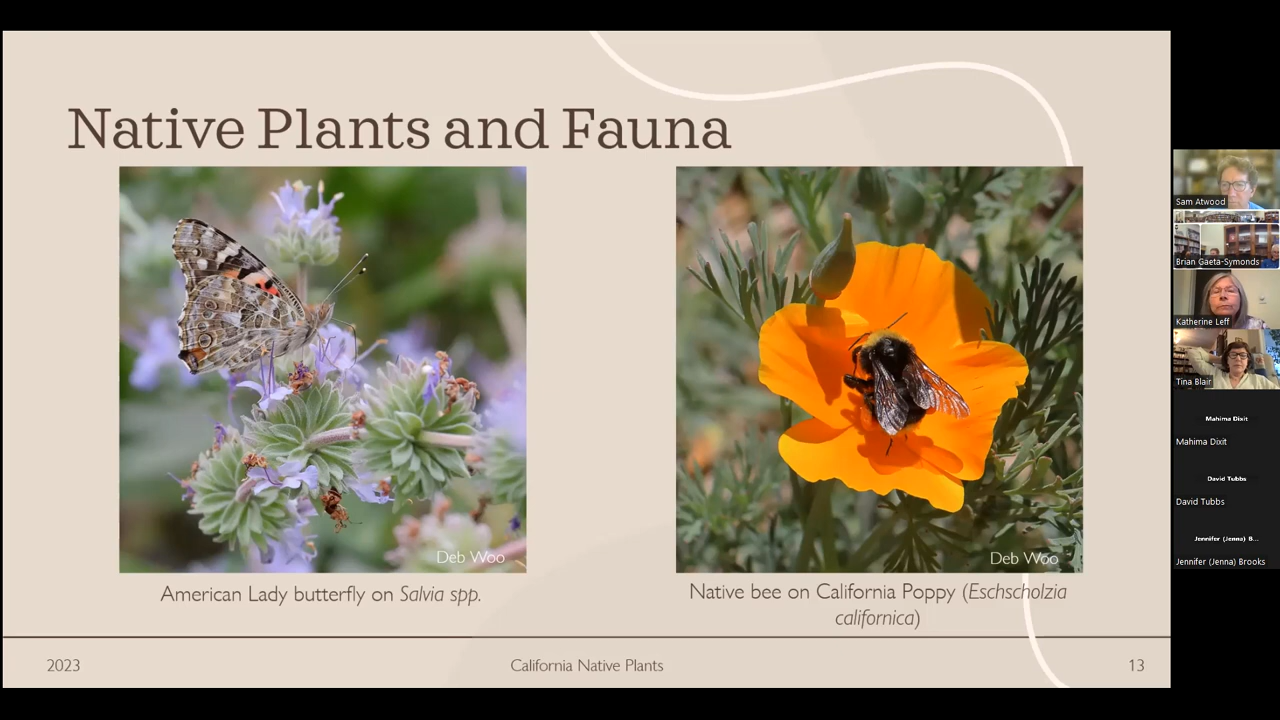 Native Plants and Fauna
Deb Woo
Deb Woo
American Lady butterfly on Salvia spp.
Native bee on California Poppy (Eschscholzia
californica)
2023
California Native Plants
13
Sam Atwood
Brian Gaeta-Symonds
Katherine Leff
Tina Blair
Mahima Dixit
Mahima Dixit
David Tubbs
David Tubbs
Jennifer (Jenna) B...
Jennifer (Jenna) Brooks